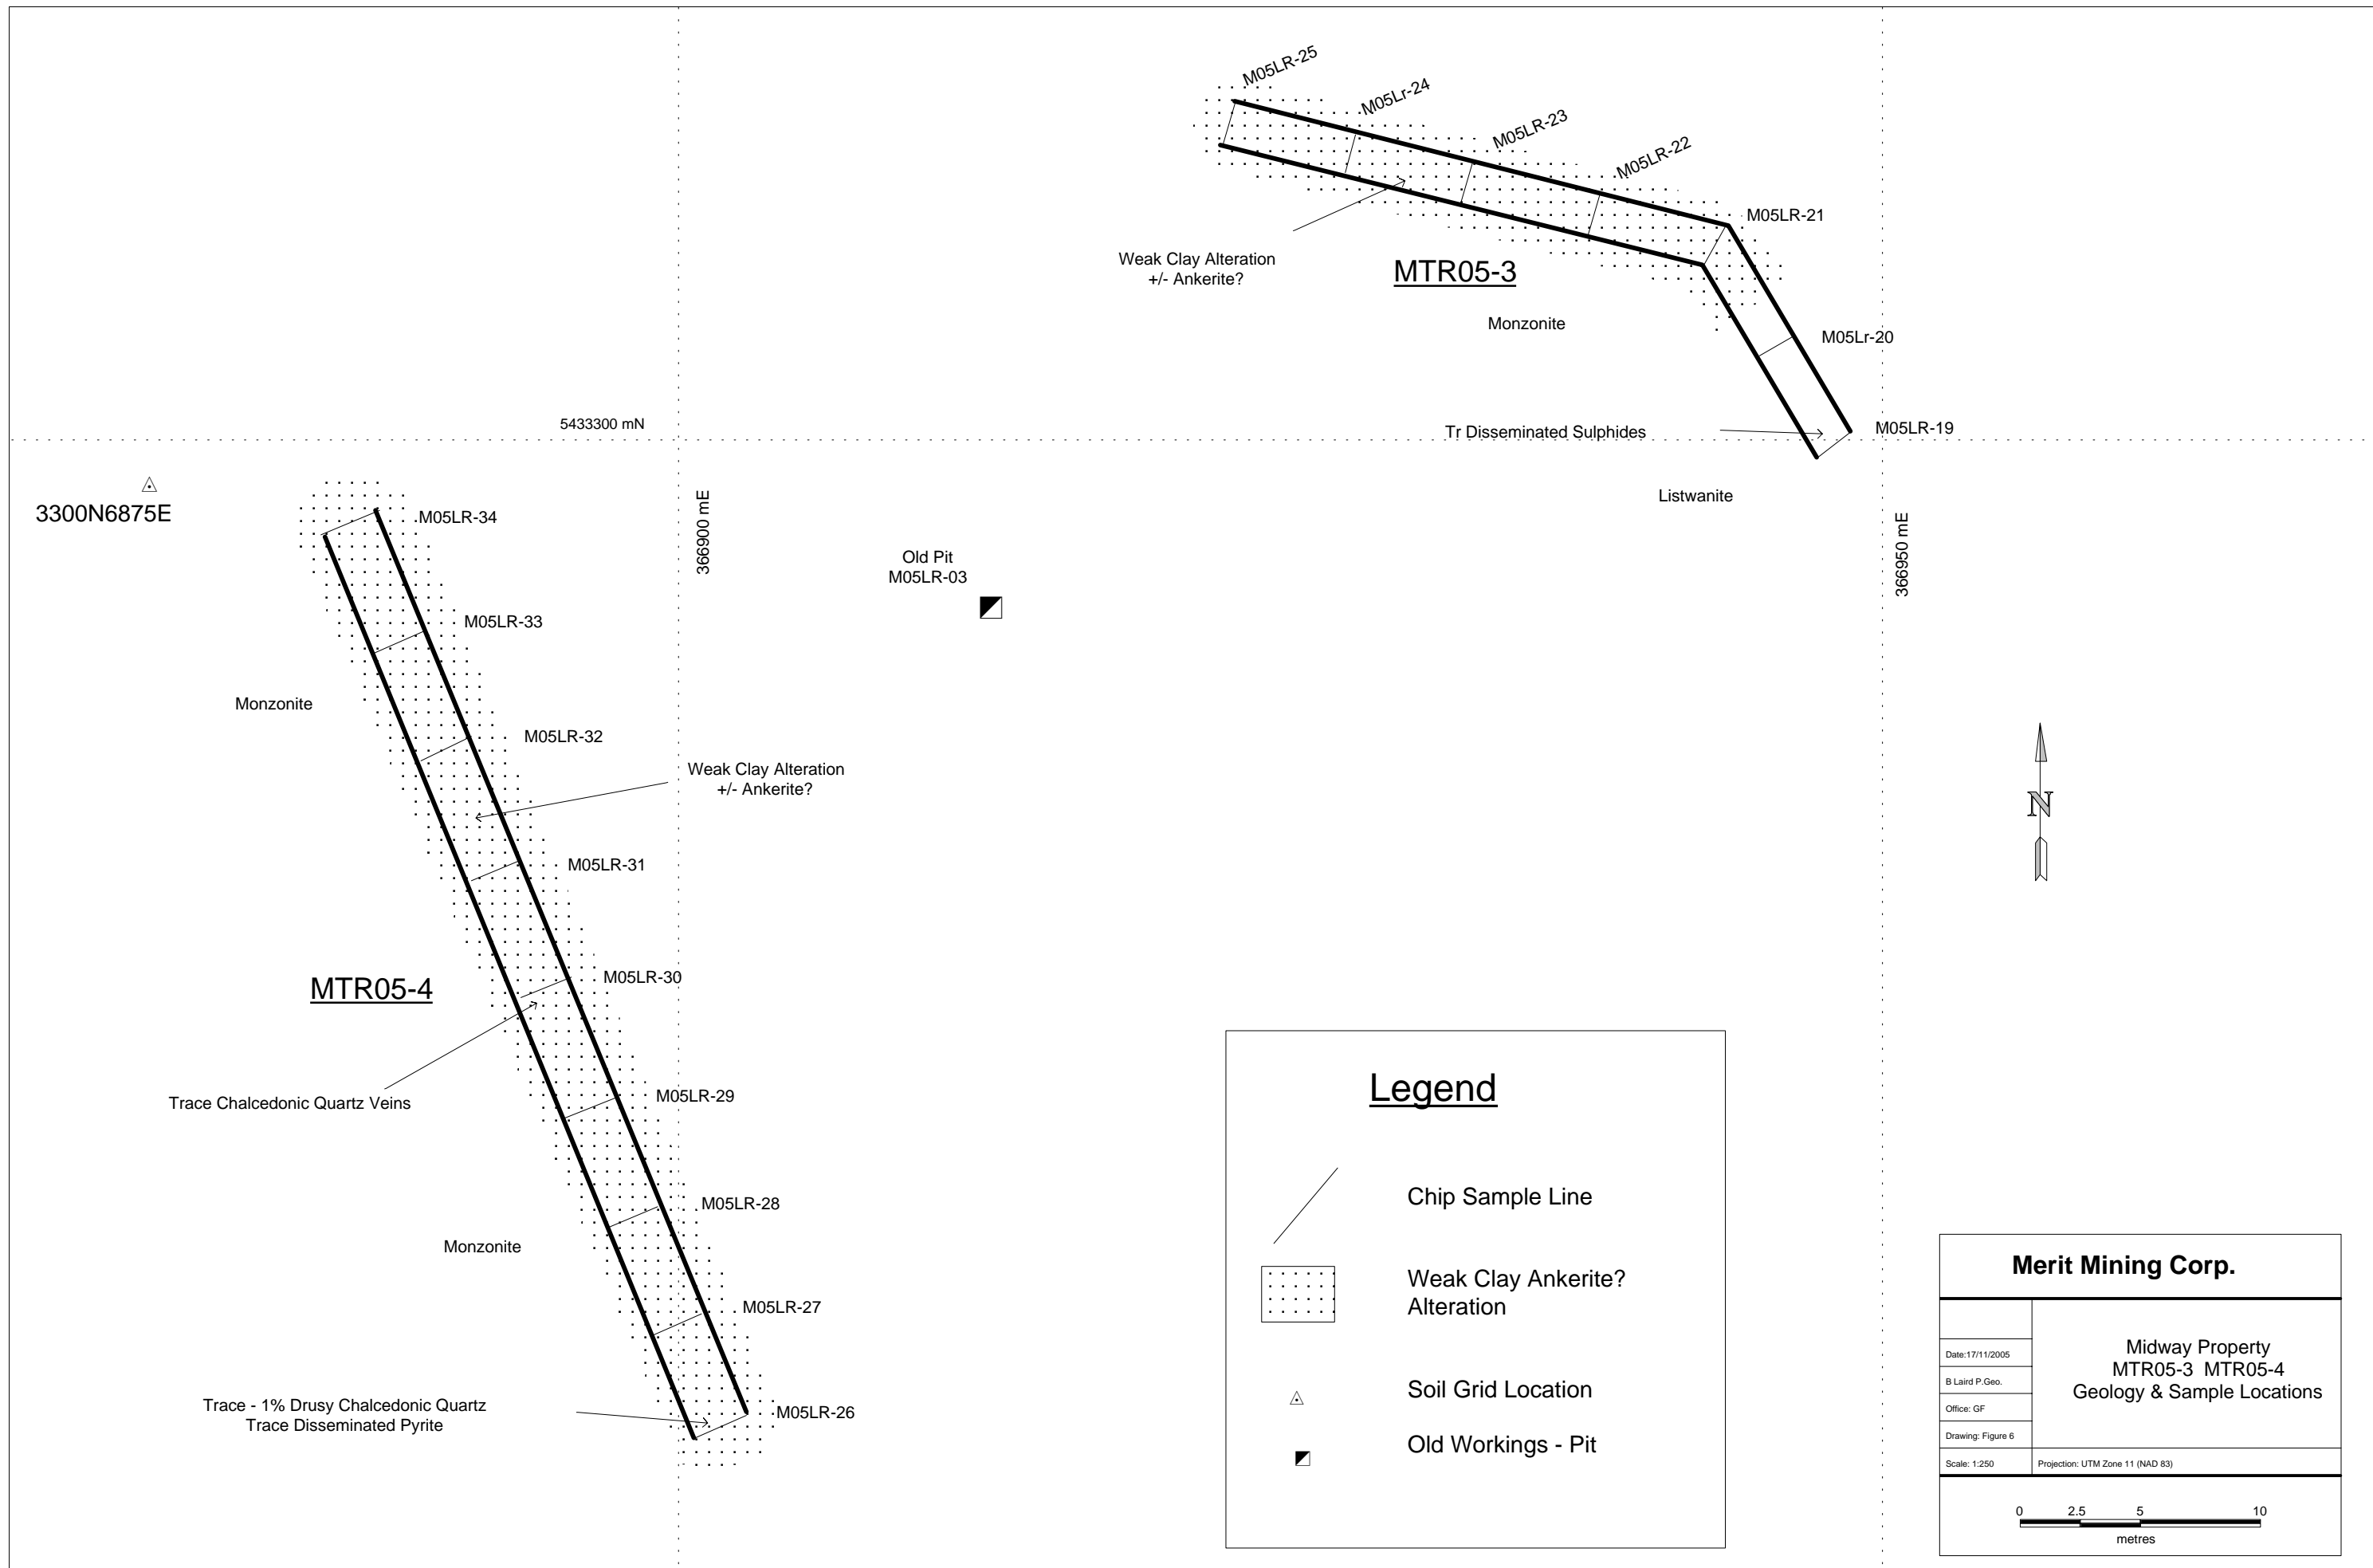 M05LR-25
M05Lr-24
M05LR-23
M05LR-22
M05LR-21
Weak Clay Alteration
+/- Ankerite?
MTR05-3
Monzonite
M05Lr-20
5433300 mN
Tr Disseminated Sulphides
M05LR-19
3300N6875E
366900 mE
Listwanite
366950 mE
M05LR-34
Old Pit
M05LR-03
M05LR-33
Monzonite
M05LR-32
Weak Clay Alteration
+/- Ankerite?
N
M05LR-31
MTR05-4
M05LR-30
Trace Chalcedonic Quartz Veins
M05LR-29
M05LR-28
Monzonite
M05LR-27
Trace - 1% Drusy Chalcedonic Quartz
Trace Disseminated Pyrite
M05LR-26
Legend
Chip Sample Line
Weak Clay Ankerite?
Alteration
Soil Grid Location
Old Workings - Pit
Merit Mining Corp.
Date:17/11/2005
B Laird P.Geo.
Office: GF
Drawing: Figure 6
Scale: 1:250
Midway Property
MTR05-3 MTR05-4
Geology & Sample Locations
Projection: UTM Zone 11 (NAD 83)
0 2.5 5 10
metres